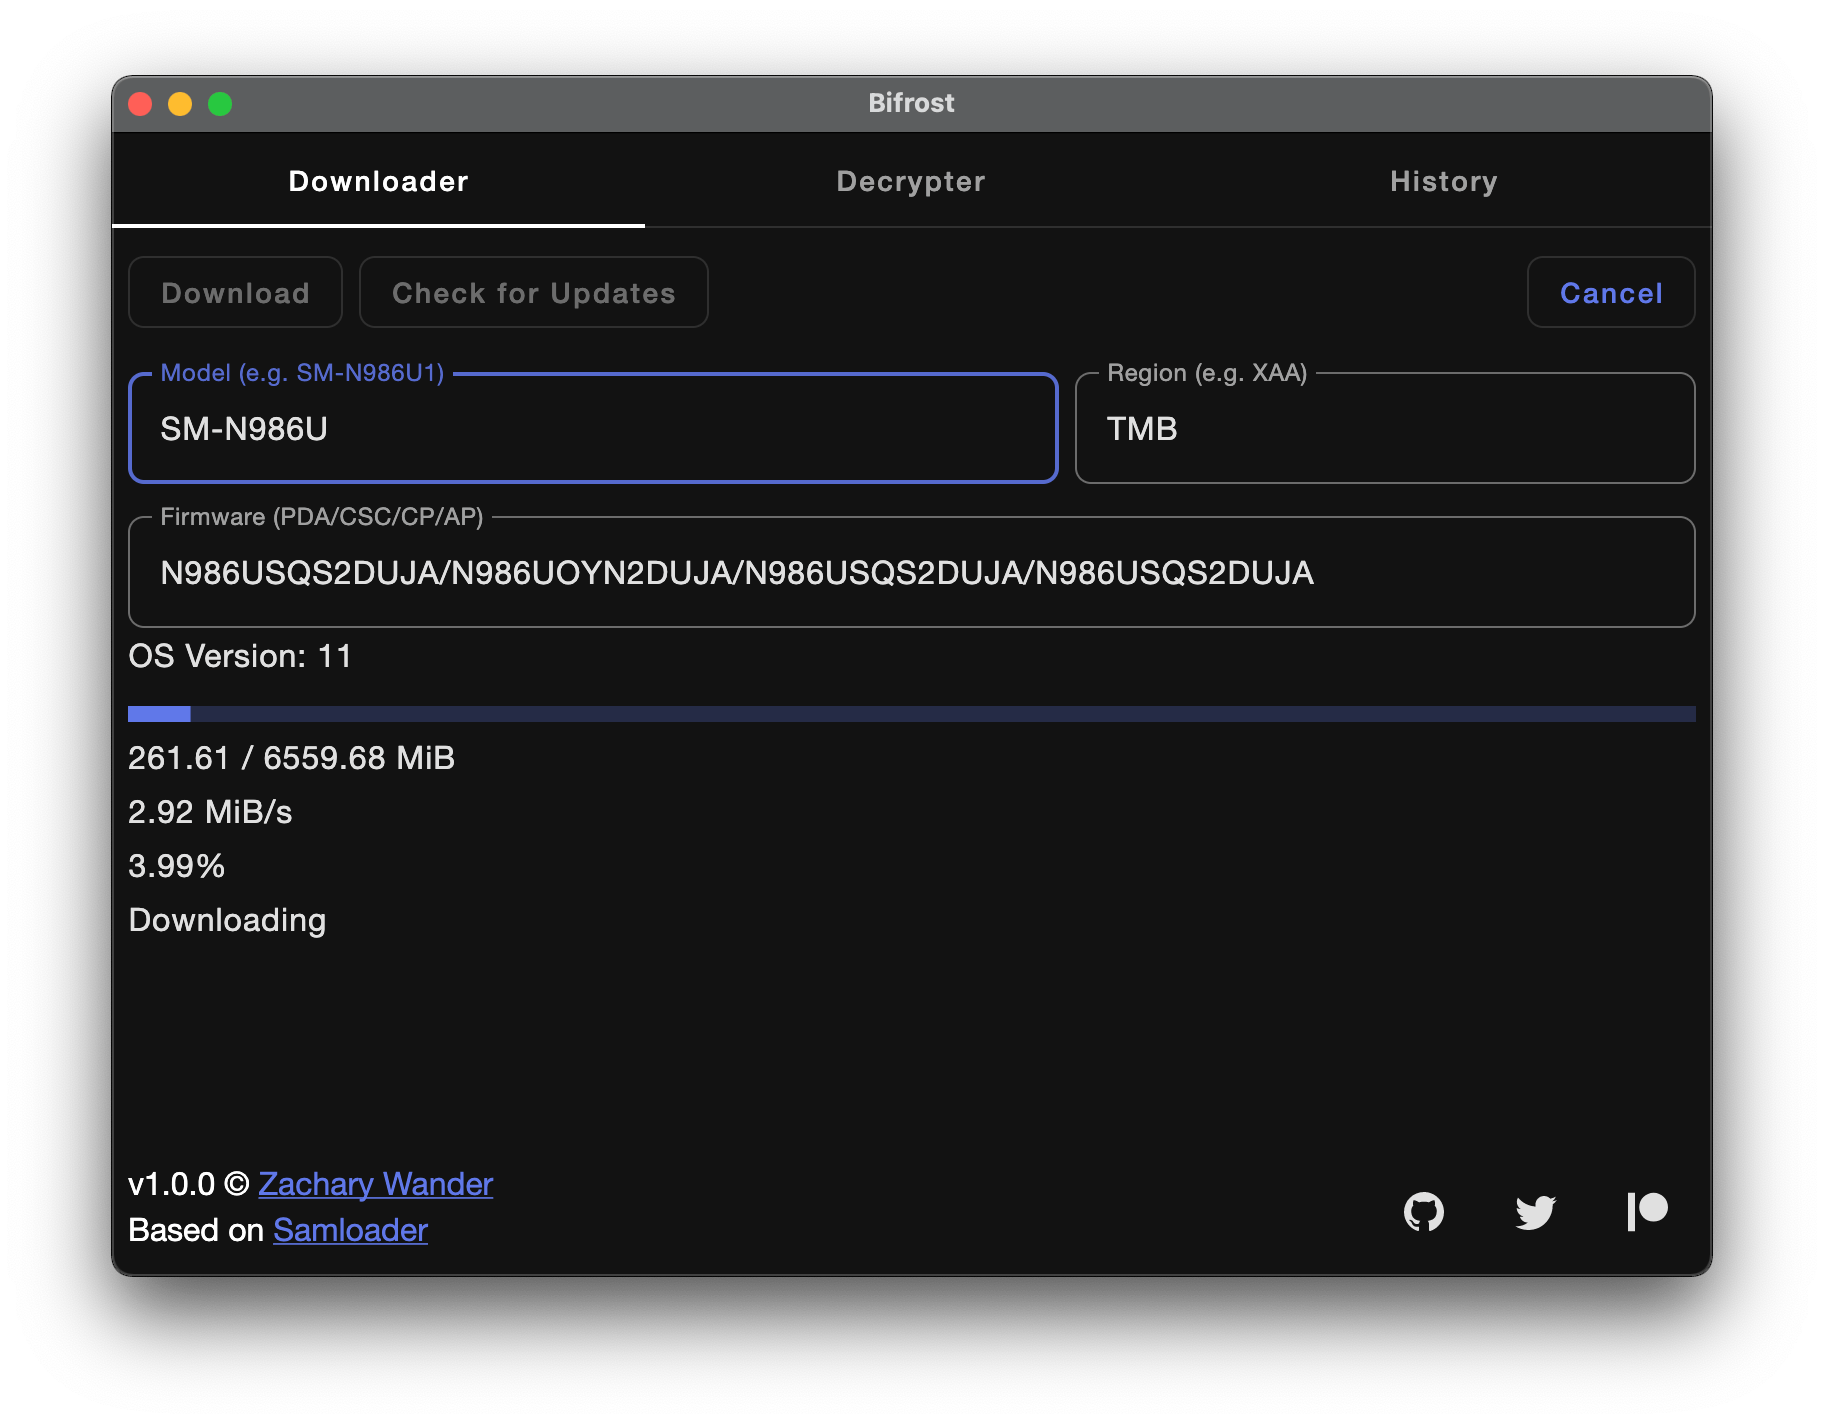 Bifrost
Downloader Decrypter History
Download Check for Updates Cancel
Model (e.g. SM-N986U1) Region (e.g. XAA)
SM-N986U TMB
Firmware (PDA/CSC/CP/AP)
N986USQS2DUJA/N986UOYN2DUJA/N986USQS2DUJA/N986USQS2DUJA
OS Version: 11
261.61 / 6559.68 MiB
2.92 MiB/s
3.99%
Downloading
v1.0.0 © Zachary Wander
Based on Samloader